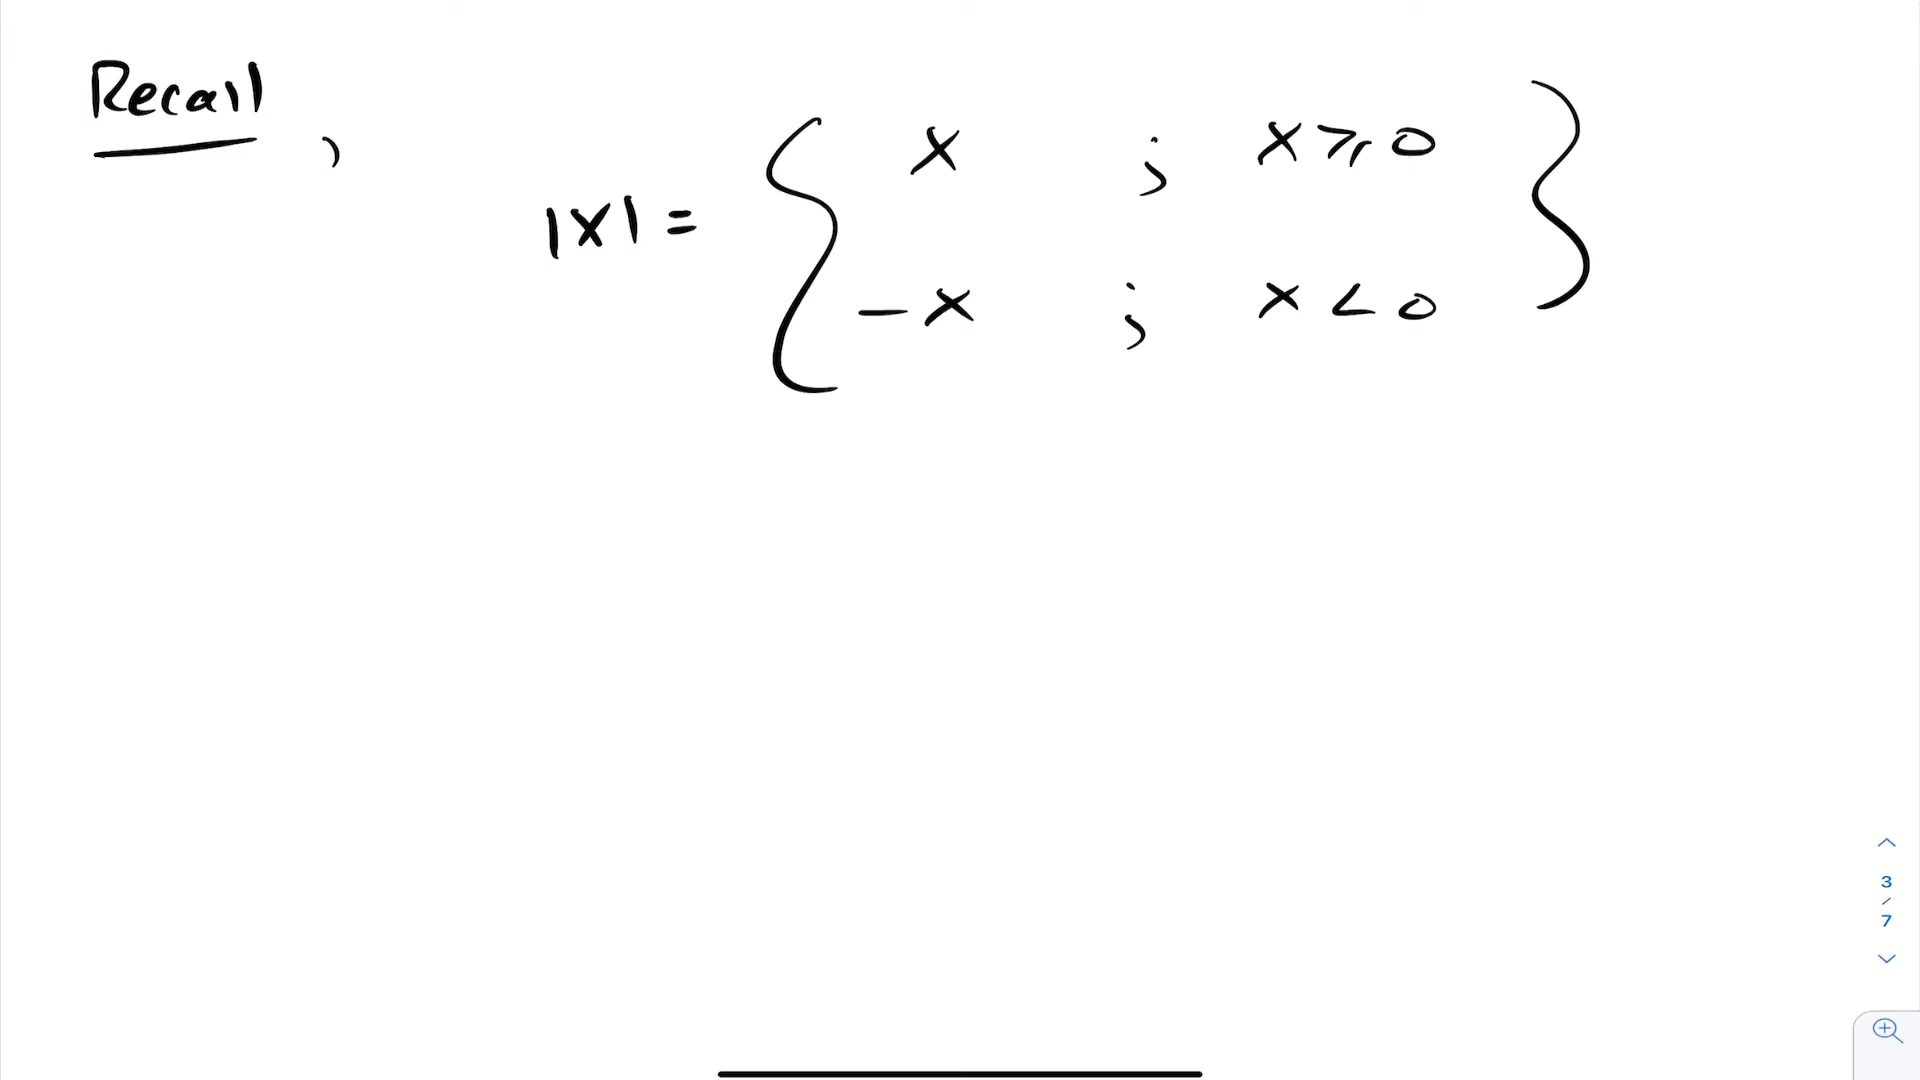 Recall,
x ; x ⩾ 0
|x| = {
-x ; x < 0 }
3
/
7